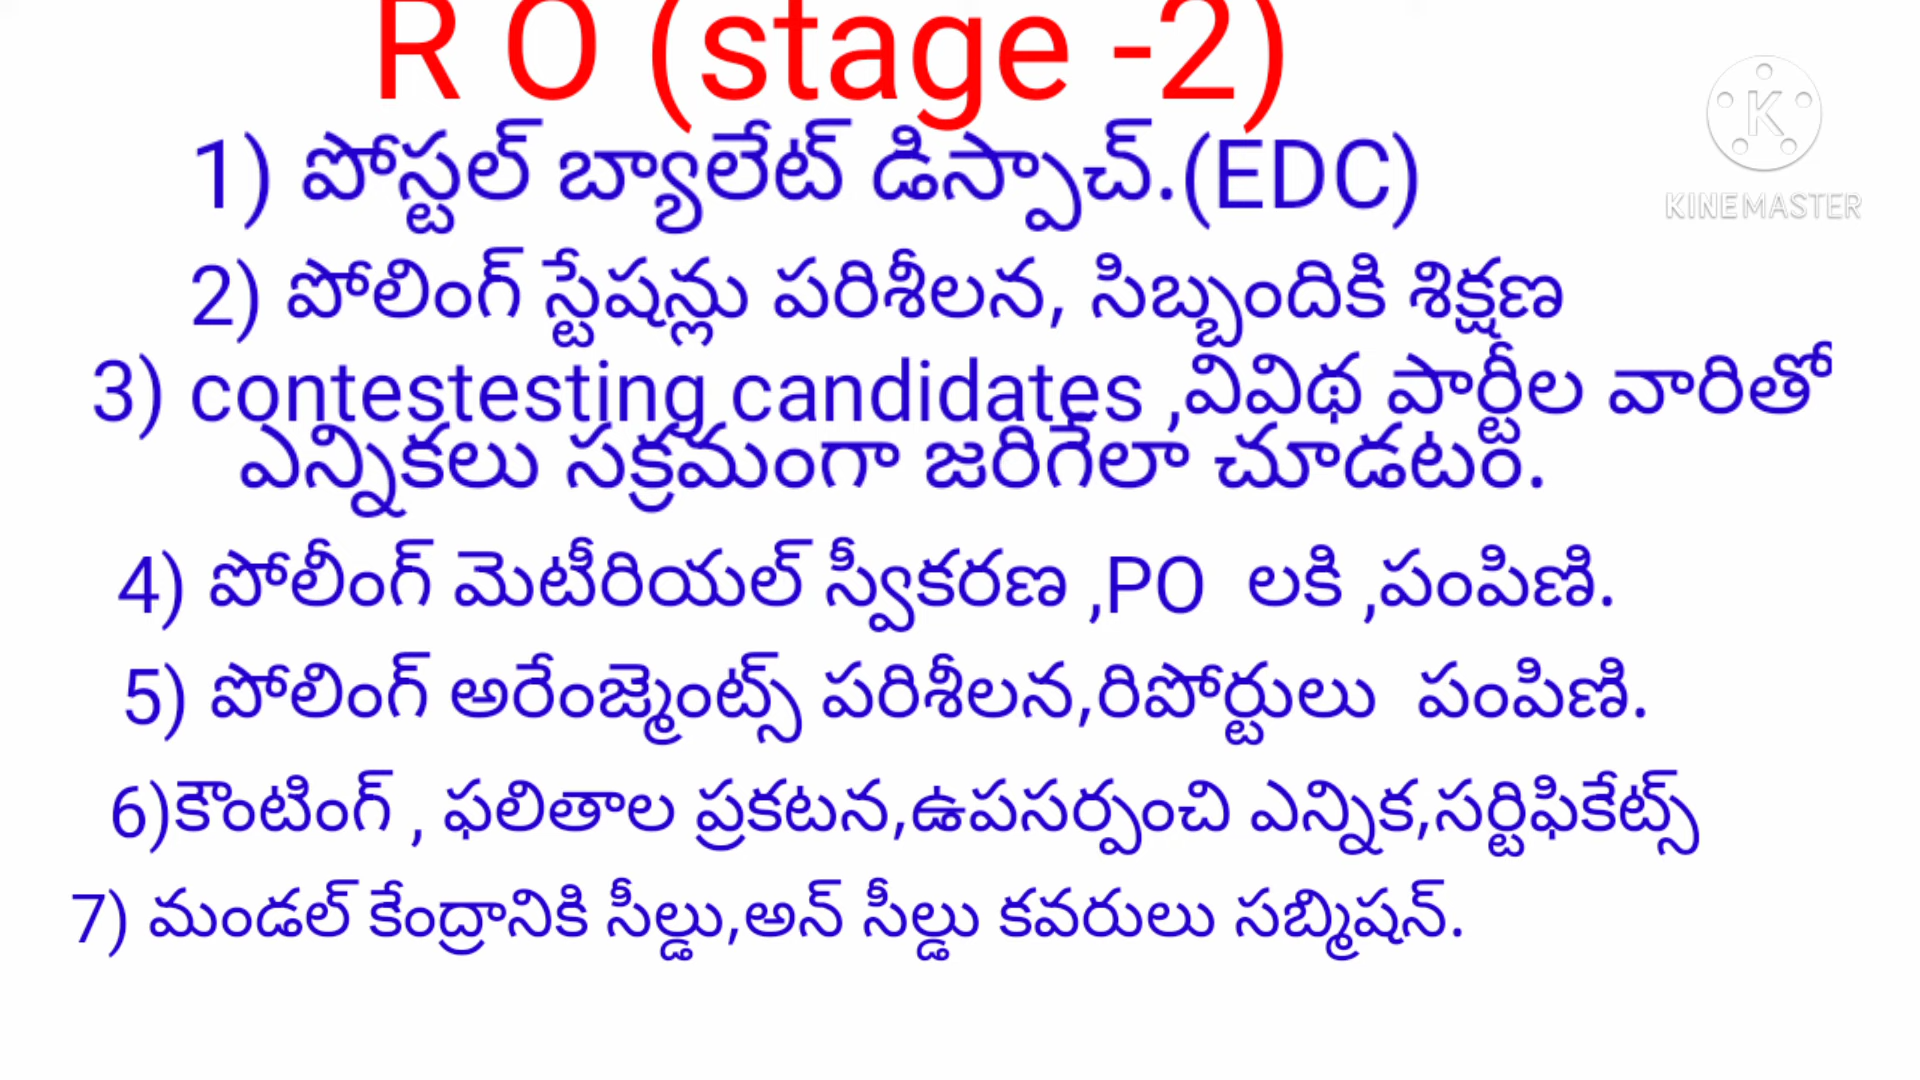 R O (stage -2)
1) పోస్టల్ బ్యాలేట్ డిస్పాచ్.(EDC)
2) పోలింగ్ స్టేషన్లు పరిశీలన, సిబ్బందికి శిక్షణ
3) contestesting candidates ,వివిథ పార్టీల వారితో
ఎన్నికలు సక్రమంగా జరిగేలా చూడటం.
4) పోలీంగ్ మెటీరియల్ స్వీకరణ ,PO లకి ,పంపిణి.
5) పోలింగ్ అరేంజ్మెంట్స్ పరిశీలన,రిపోర్టులు పంపిణి.
6)కౌంటింగ్ , ఫలితాల ప్రకటన,ఉపసర్పంచి ఎన్నిక,సర్టిఫికేట్స్
7) మండల్ కేంద్రానికి సీల్డు,అన్ సీల్డు కవరులు సబ్మిషన్.
K
KINEMASTER